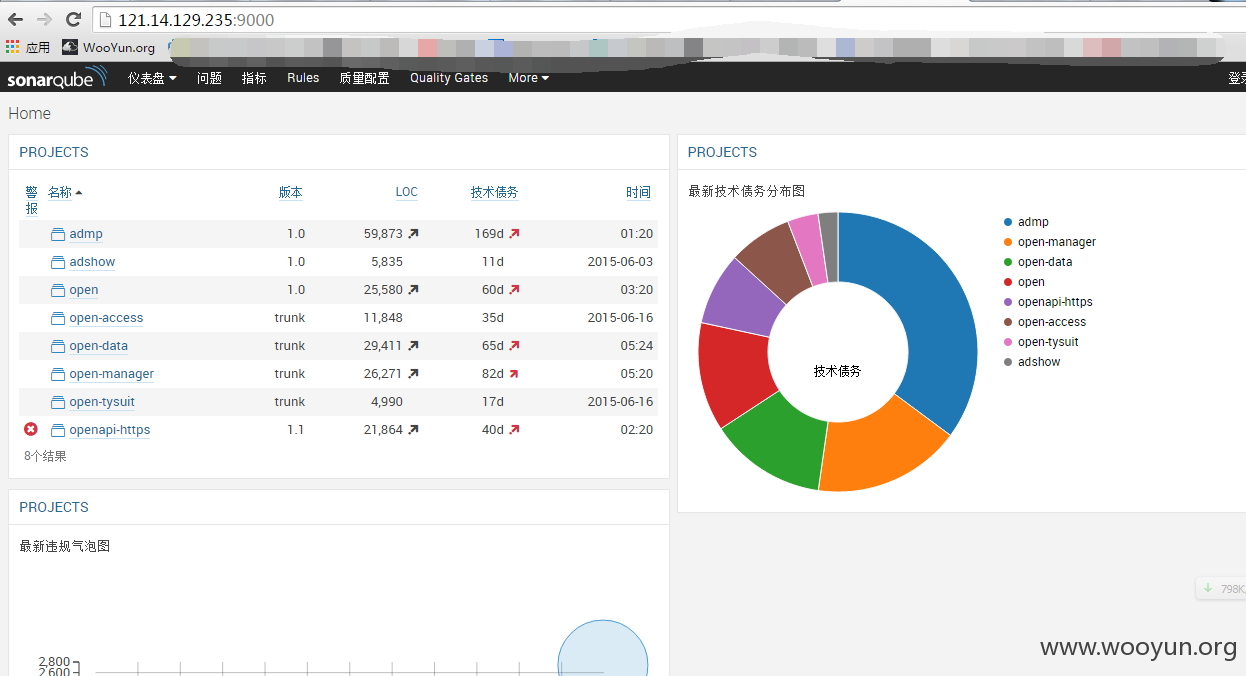 121.14.129.235:9000
应用 WooYun.org
sonarqube 仪表盘 问题 指标 Rules 质量配置 Quality Gates More 登录
Home
PROJECTS
警报 名称 版本 LOC 技术债务 时间
admp 1.0 59,873 169d 01:20
adshow 1.0 5,835 11d 2015-06-03
open 1.0 25,580 60d 03:20
open-access trunk 11,848 35d 2015-06-16
open-data trunk 29,411 65d 05:24
open-manager trunk 26,271 82d 05:20
open-tysuit trunk 4,990 17d 2015-06-16
openapi-https 1.1 21,864 40d 02:20
8个结果
PROJECTS
最新技术债务分布图
技术债务
admp
open-manager
open-data
open
openapi-https
open-access
open-tysuit
adshow
PROJECTS
最新违规气泡图
2,800
2,600
798K
www.wooyun.org